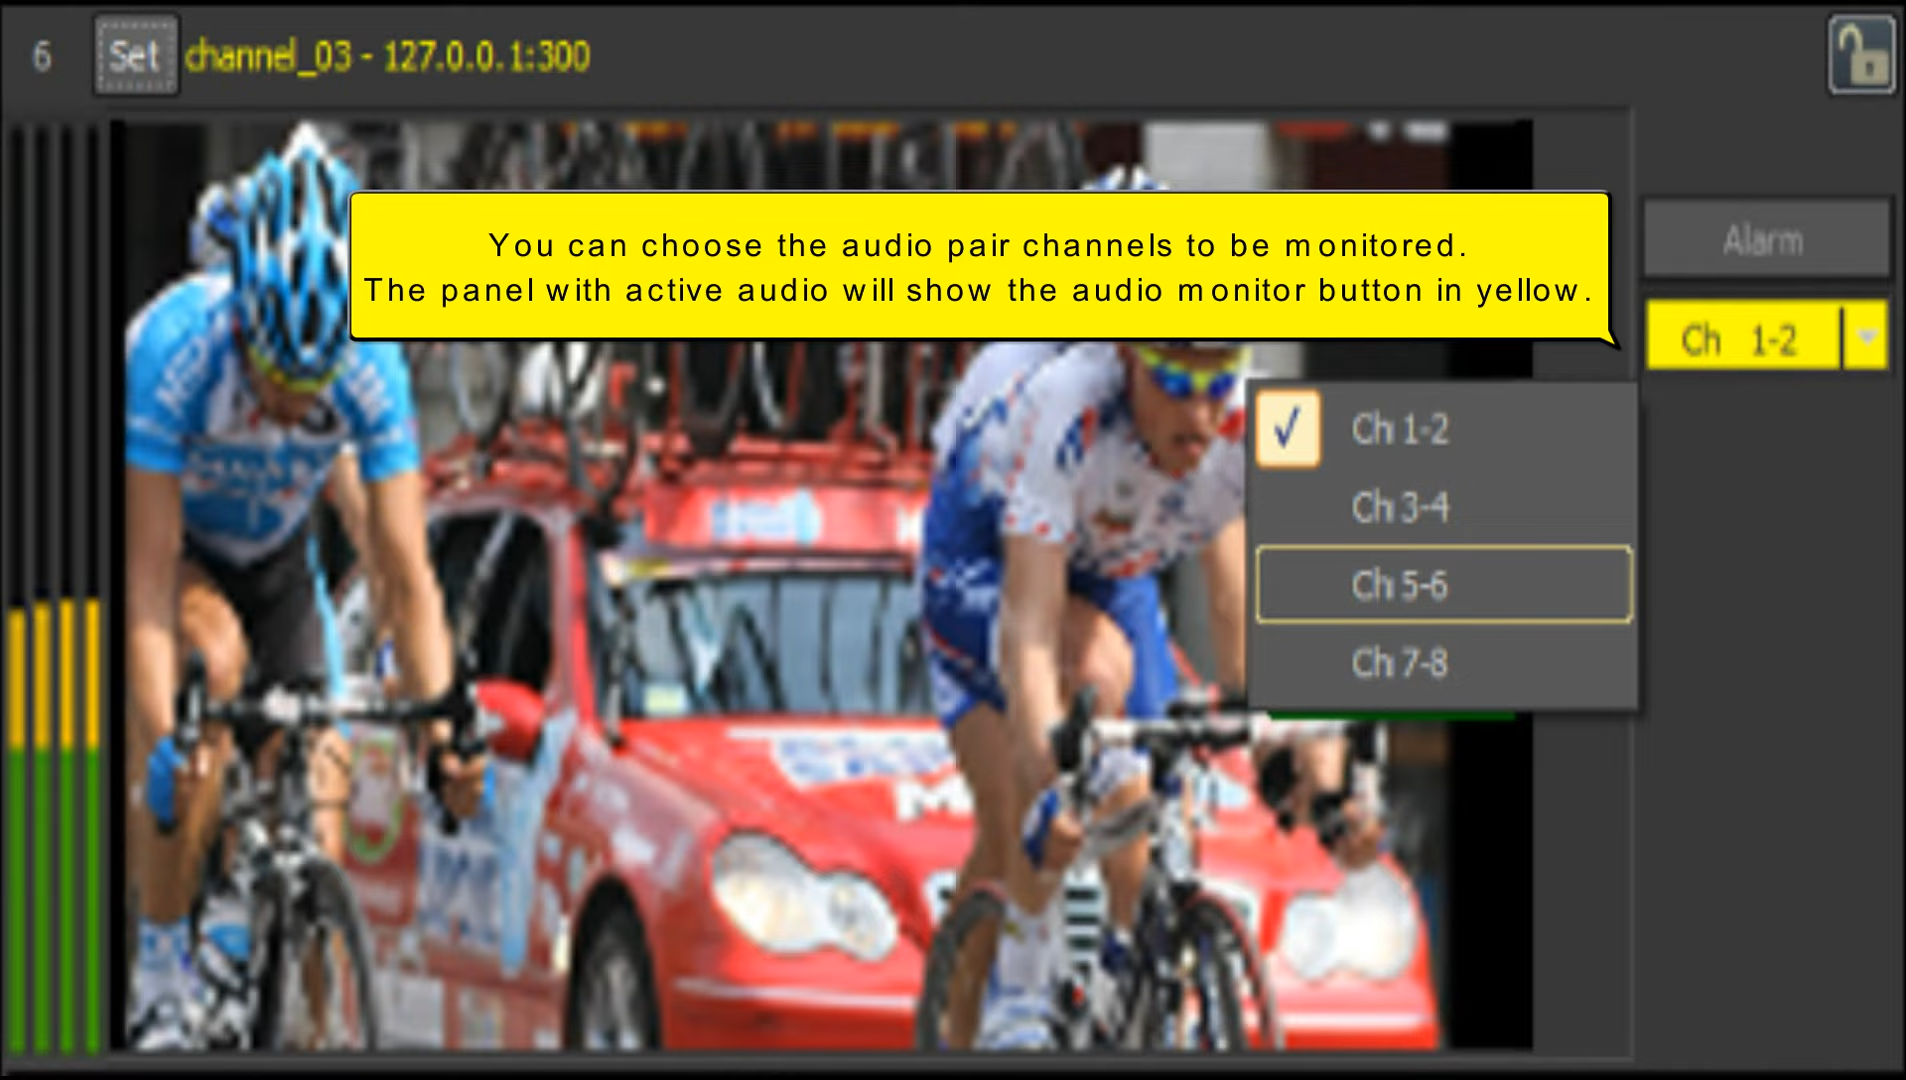 6 Set channel_03 - 127.0.0.1:300
You can choose the audio pair channels to be monitored.
The panel with active audio will show the audio monitor button in yellow.
Alarm
Ch 1-2
Ch 1-2
Ch 3-4
Ch 5-6
Ch 7-8